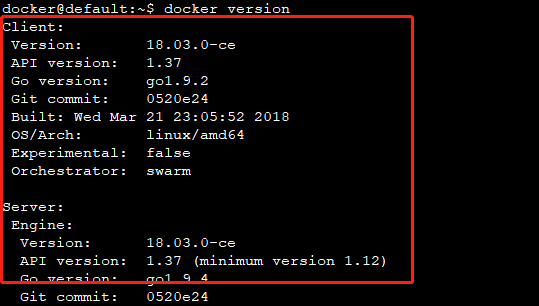 docker@default:~$ docker version
Client:
Version: 18.03.0-ce
API version: 1.37
Go version: go1.9.2
Git commit: 0520e24
Built: Wed Mar 21 23:05:52 2018
OS/Arch: linux/amd64
Experimental: false
Orchestrator: swarm
Server:
Engine:
Version: 18.03.0-ce
API version: 1.37 (minimum version 1.12)
Go version: go1.9.4
Git commit: 0520e24